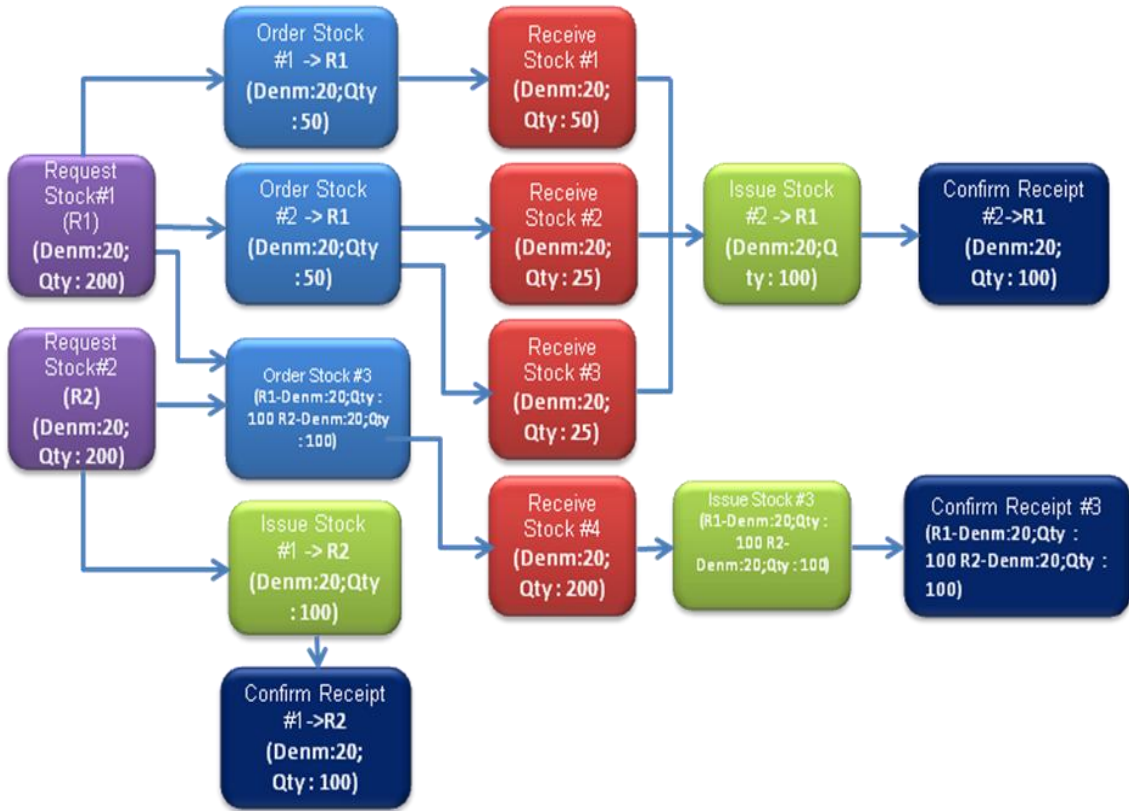 Order Stock
#1 -> R1
(Denm:20;Qty
: 50)
Receive
Stock #1
(Denm:20;
Qty : 50)
Request
Stock#1
(R1)
(Denm:20;
Qty : 200)
Order Stock
#2 -> R1
(Denm:20;Qty
: 50)
Receive
Stock #2
(Denm:20;
Qty : 25)
Issue Stock
#2 -> R1
(Denm:20;Q
ty : 100)
Confirm Receipt
#2->R1
(Denm:20;
Qty : 100)
Request
Stock#2
(R2)
(Denm:20;
Qty : 200)
Order Stock #3
(R1-Denm:20;Qty :
100 R2-Denm:20;Qty
: 100)
Receive
Stock #3
(Denm:20;
Qty : 25)
Issue Stock
#1 -> R2
(Denm:20;Qty
: 100)
Receive
Stock #4
(Denm:20;
Qty : 200)
Issue Stock #3
(R1-Denm:20;Qty :
100 R2-
Denm:20;Qty : 100)
Confirm Receipt #3
(R1-Denm:20;Qty :
100 R2-Denm:20;Qty :
100)
Confirm Receipt
#1 ->R2
(Denm:20;
Qty : 100)